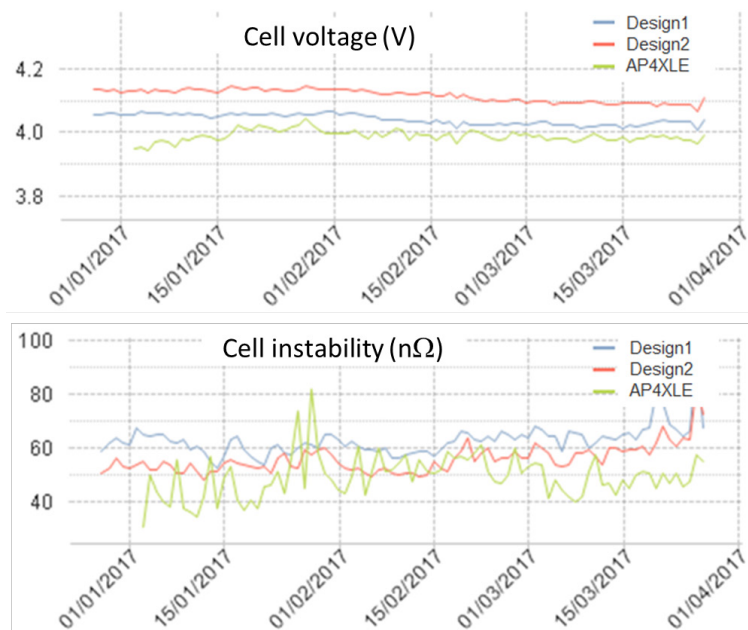 Cell voltage (V)
Design1
Design2
AP4XLE
4.2
4.0
3.8
01/01/2017
15/01/2017
01/02/2017
15/02/2017
01/03/2017
15/03/2017
01/04/2017
Cell instability (nΩ)
Design1
Design2
AP4XLE
100
80
60
40
01/01/2017
15/01/2017
01/02/2017
15/02/2017
01/03/2017
15/03/2017
01/04/2017